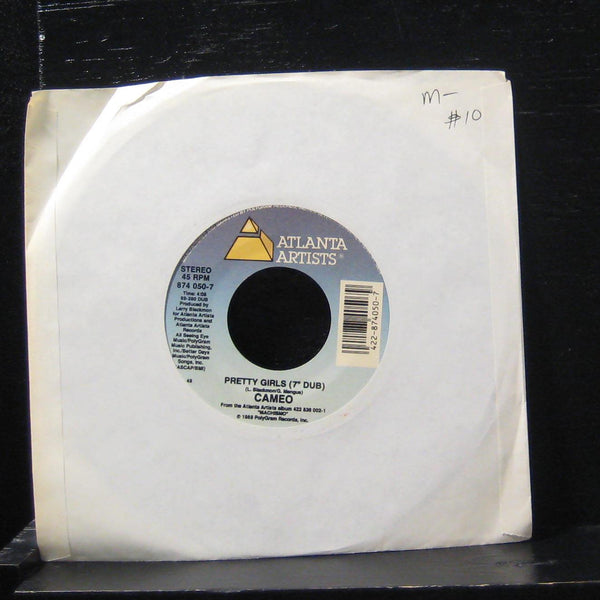 M-
$10
ATLANTA
ARTISTS®
STEREO
45 RPM
874 050-7
Time: 4:08
Produced by
Larry Blackmon
for Atlanta Artists
Productions and
Atlanta Artists
Records
All Seeing Eye
Music/PolyGram
Music Publishing,
Inc./Better Days
Music/PolyGram
Songs, Inc.
(ASCAP/BMI)
422-874050-7
PRETTY GIRLS (7" DUB)
(L. Blackmon/G. Mengue)
CAMEO
From the Atlanta Artists album 422 836 002-1
"MACHISMO"
© 1988 PolyGram Records, Inc.